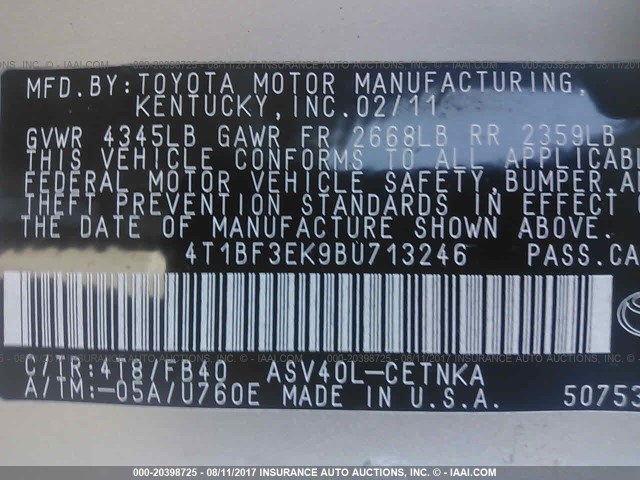 MFD.BY:TOYOTA MOTOR MANUFACTURING,
KENTUCKY,INC.02/11
GVWR 4345LB GAWR FR 2668LB RR 2359LB
THIS VEHICLE CONFORMS TO ALL APPLICABL
FEDERAL MOTOR VEHICLE SAFETY,BUMPER,A
THEFT PREVENTION STANDARDS IN EFFECT
THE DATE OF MANUFACTURE SHOWN ABOVE.
4T1BF3EK9BU713246 PASS.CA
C/TR:4T8/FB40 ASV40L-CETNKA
A/TM:-05A/U760E MADE IN U.S.A. 50753
000-20398725 - 08/11/2017 INSURANCE AUTO AUCTIONS © - IAAI.COM